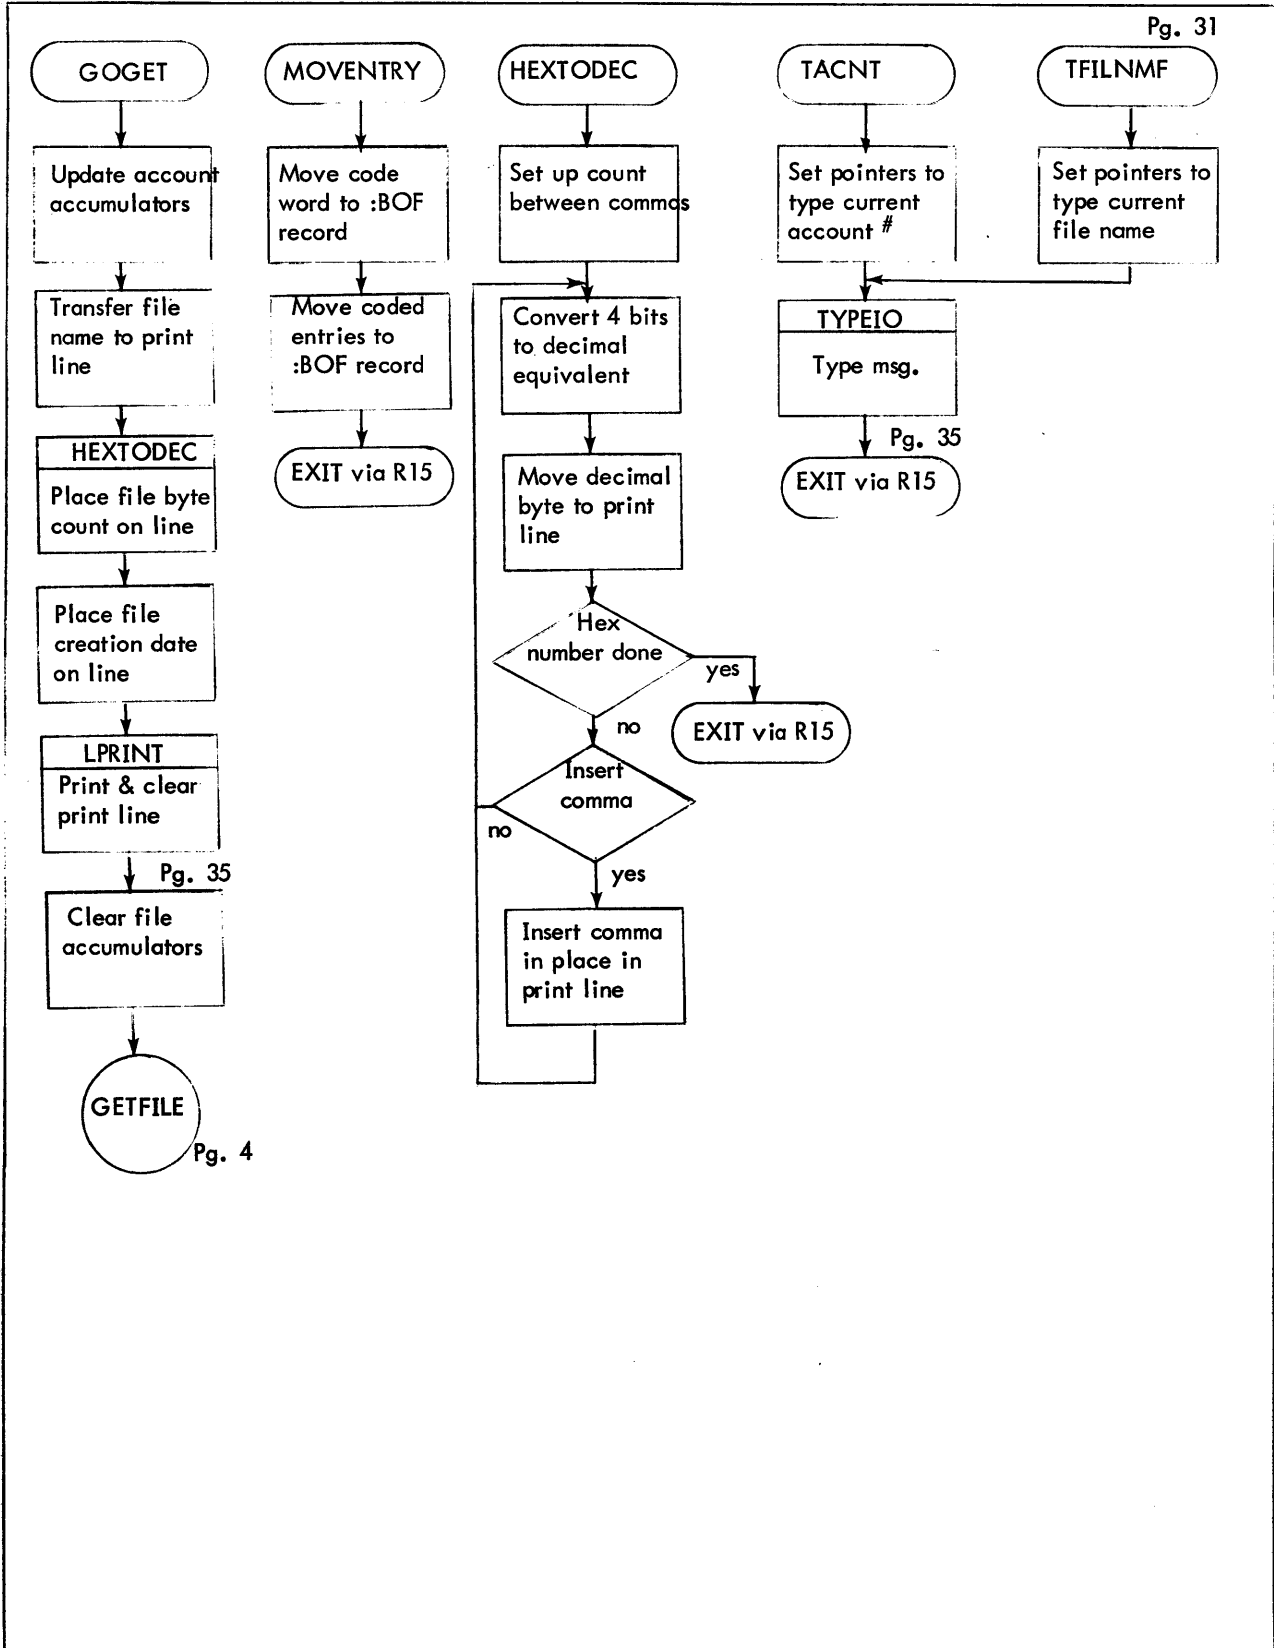 Pg. 31
GOGET
Update account
accumulators
Transfer file
name to print
line
HEXTODEC
Place file byte
count on line
Place file
creation date
on line
LPRINT
Print & clear
print line
Pg. 35
Clear file
accumulators
GETFILE
Pg. 4
MOVENTRY
Move code
word to :BOF
record
Move coded
entries to
:BOF record
EXIT via R15
HEXTODEC
Set up count
between commas
Convert 4 bits
to decimal
equivalent
Move decimal
byte to print
line
Hex
number done
yes
EXIT via R15
no
Insert
comma
no
yes
Insert comma
in place in
print line
TACNT
Set pointers to
type current
account #
TYPEIO
Type msg.
Pg. 35
EXIT via R15
TFILNMF
Set pointers to
type current
file name